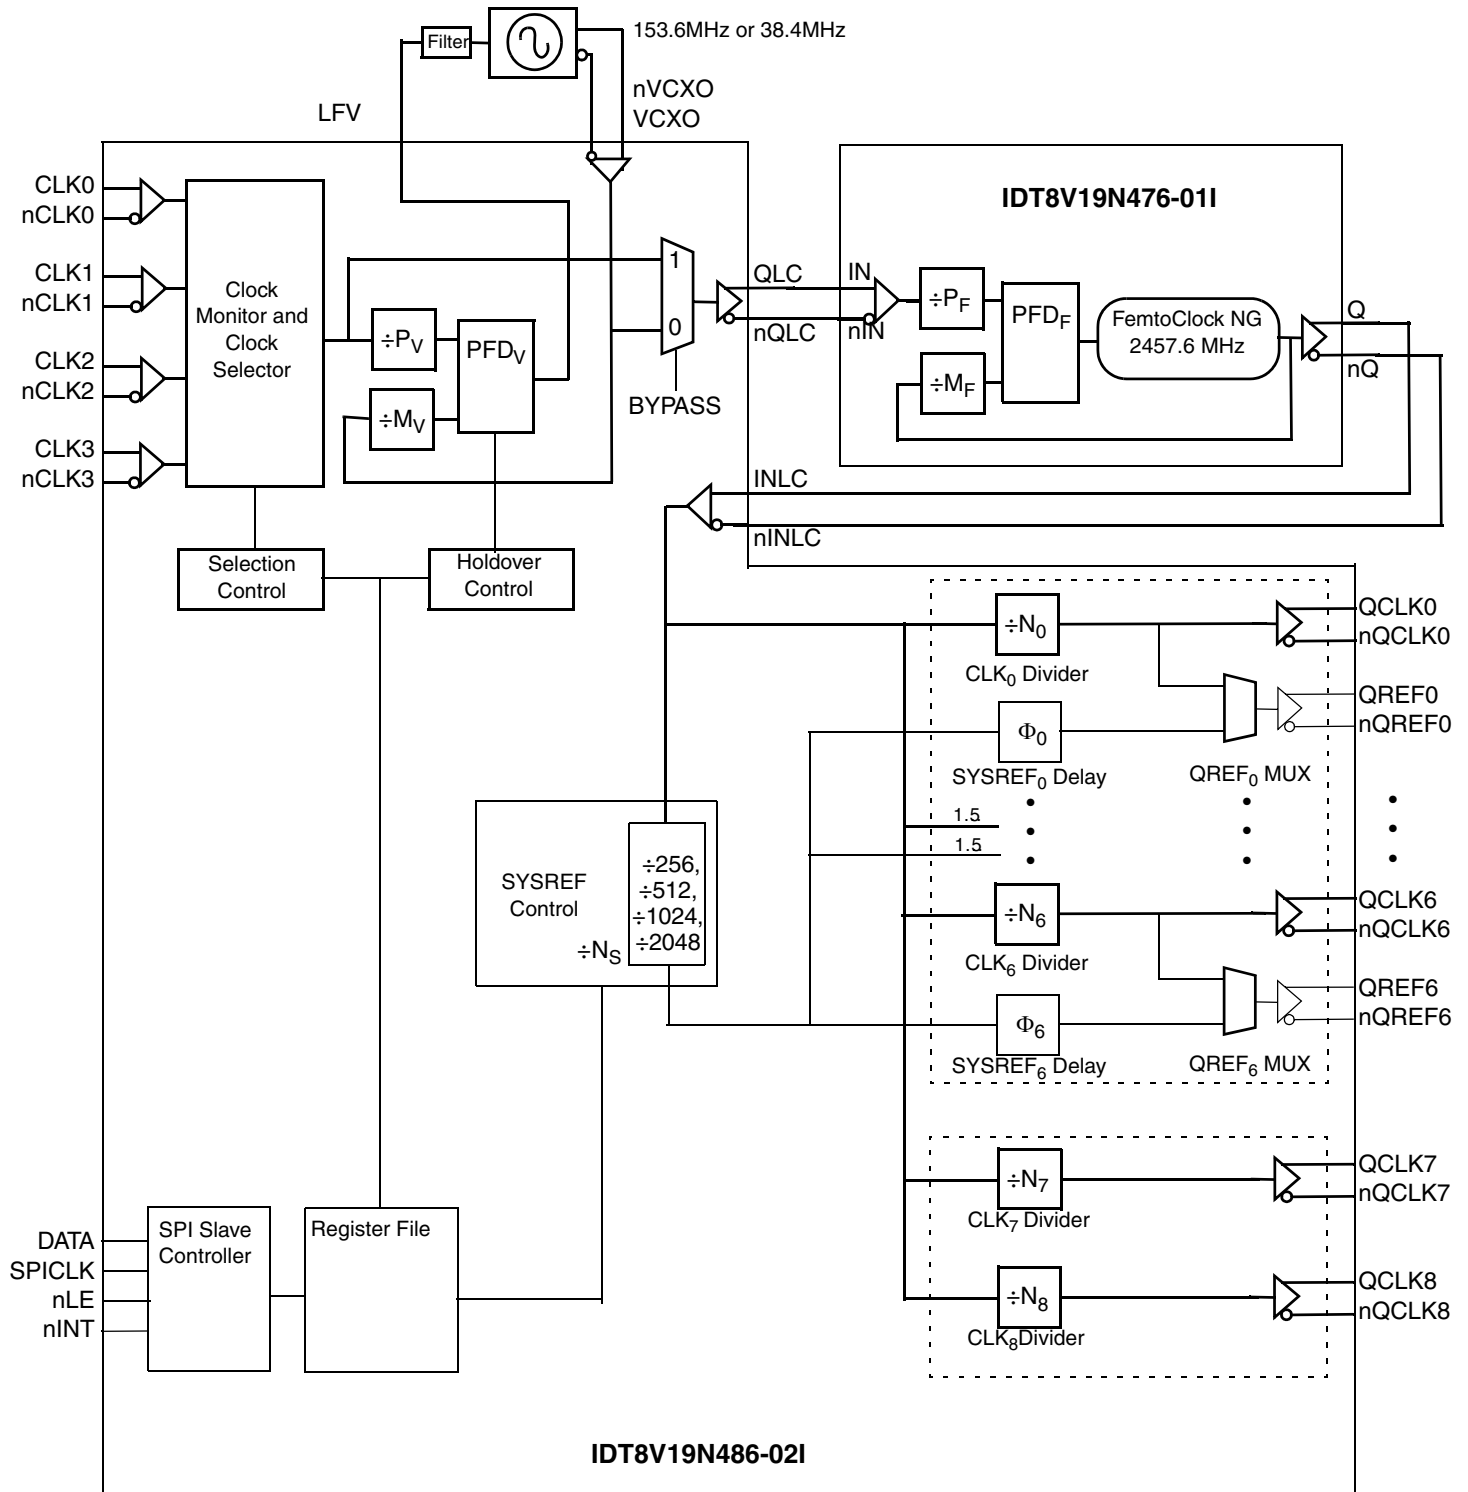 153.6MHz or 38.4MHz
Filter
nVCXO
VCXO
LFV
IDT8V19N476-01I
CLK0
nCLK0
CLK1
nCLK1
CLK2
nCLK2
CLK3
nCLK3
Clock
Monitor and
Clock
Selector
÷PV
÷MV
PFDV
1
0
BYPASS
QLC
nQLC
IN
nIN
÷PF
÷MF
PFDF
FemtoClock NG
2457.6 MHz
Q
nQ
INLC
nINLC
Selection
Control
Holdover
Control
÷N0
CLK0 Divider
QCLK0
nQCLK0
Φ0
SYSREF0 Delay
QREF0 MUX
QREF0
nQREF0
1.5
1.5
SYSREF
Control
÷NS
÷256,
÷512,
÷1024,
÷2048
÷N6
CLK6 Divider
QCLK6
nQCLK6
Φ6
SYSREF6 Delay
QREF6 MUX
QREF6
nQREF6
÷N7
CLK7 Divider
QCLK7
nQCLK7
÷N8
CLK8Divider
QCLK8
nQCLK8
DATA
SPICLK
nLE
nINT
SPI Slave
Controller
Register File
IDT8V19N486-02I